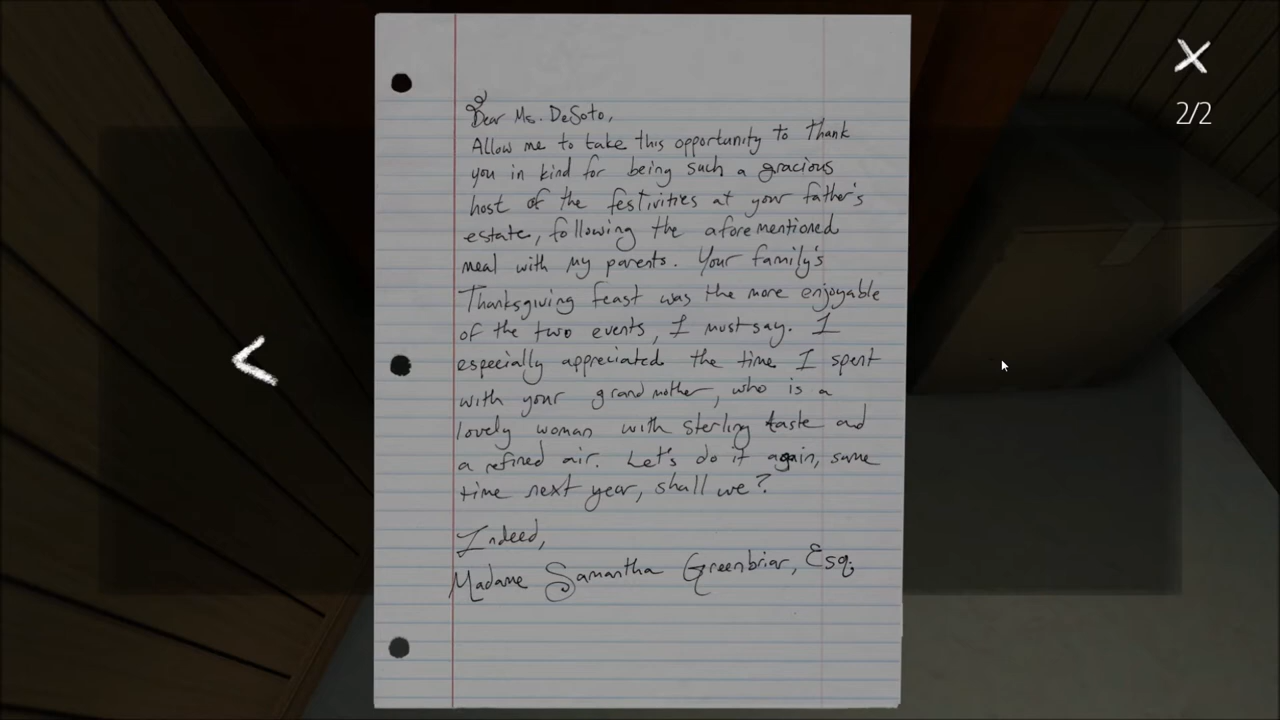 2/2
Dear Ms. DeSoto,
Allow me to take this opportunity to thank
you in kind for being such a gracious
host of the festivities at your father's
estate, following the aforementioned
meal with my parents. Your family's
Thanksgiving feast was the more enjoyable
of the two events, I must say. I
especially appreciated the time I spent
with your grandmother, who is a
lovely woman with sterling taste and
a refined air. Let's do it again, same
time next year, shall we?
Indeed,
Madame Samantha Greenbriar, Esq.